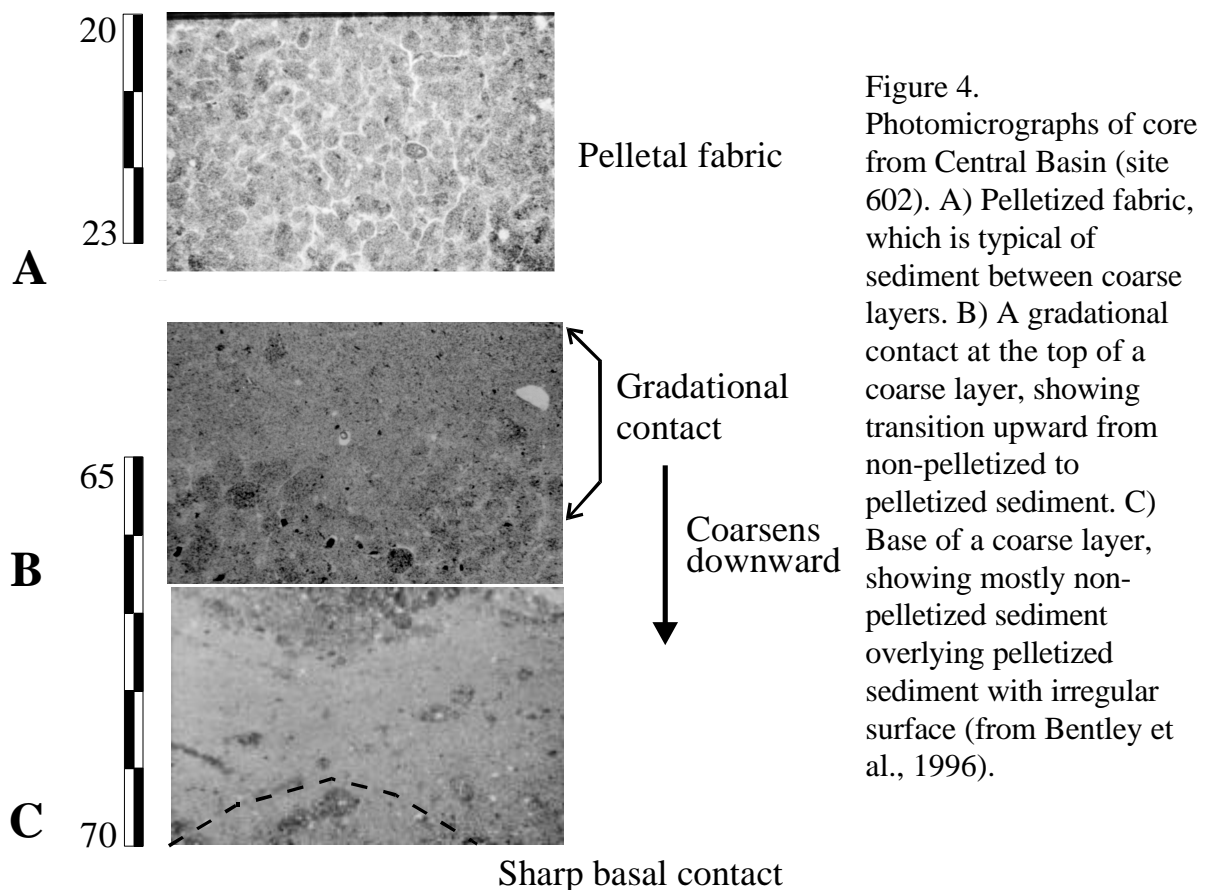 20
23
A
Pelletal fabric
65
70
B
C
Gradational
contact
Coarsens
downward
Sharp basal contact
Figure 4.
Photomicrographs of core
from Central Basin (site
602). A) Pelletized fabric,
which is typical of
sediment between coarse
layers. B) A gradational
contact at the top of a
coarse layer, showing
transition upward from
non-pelletized to
pelletized sediment. C)
Base of a coarse layer,
showing mostly non-
pelletized sediment
overlying pelletized
sediment with irregular
surface (from Bentley et
al., 1996).